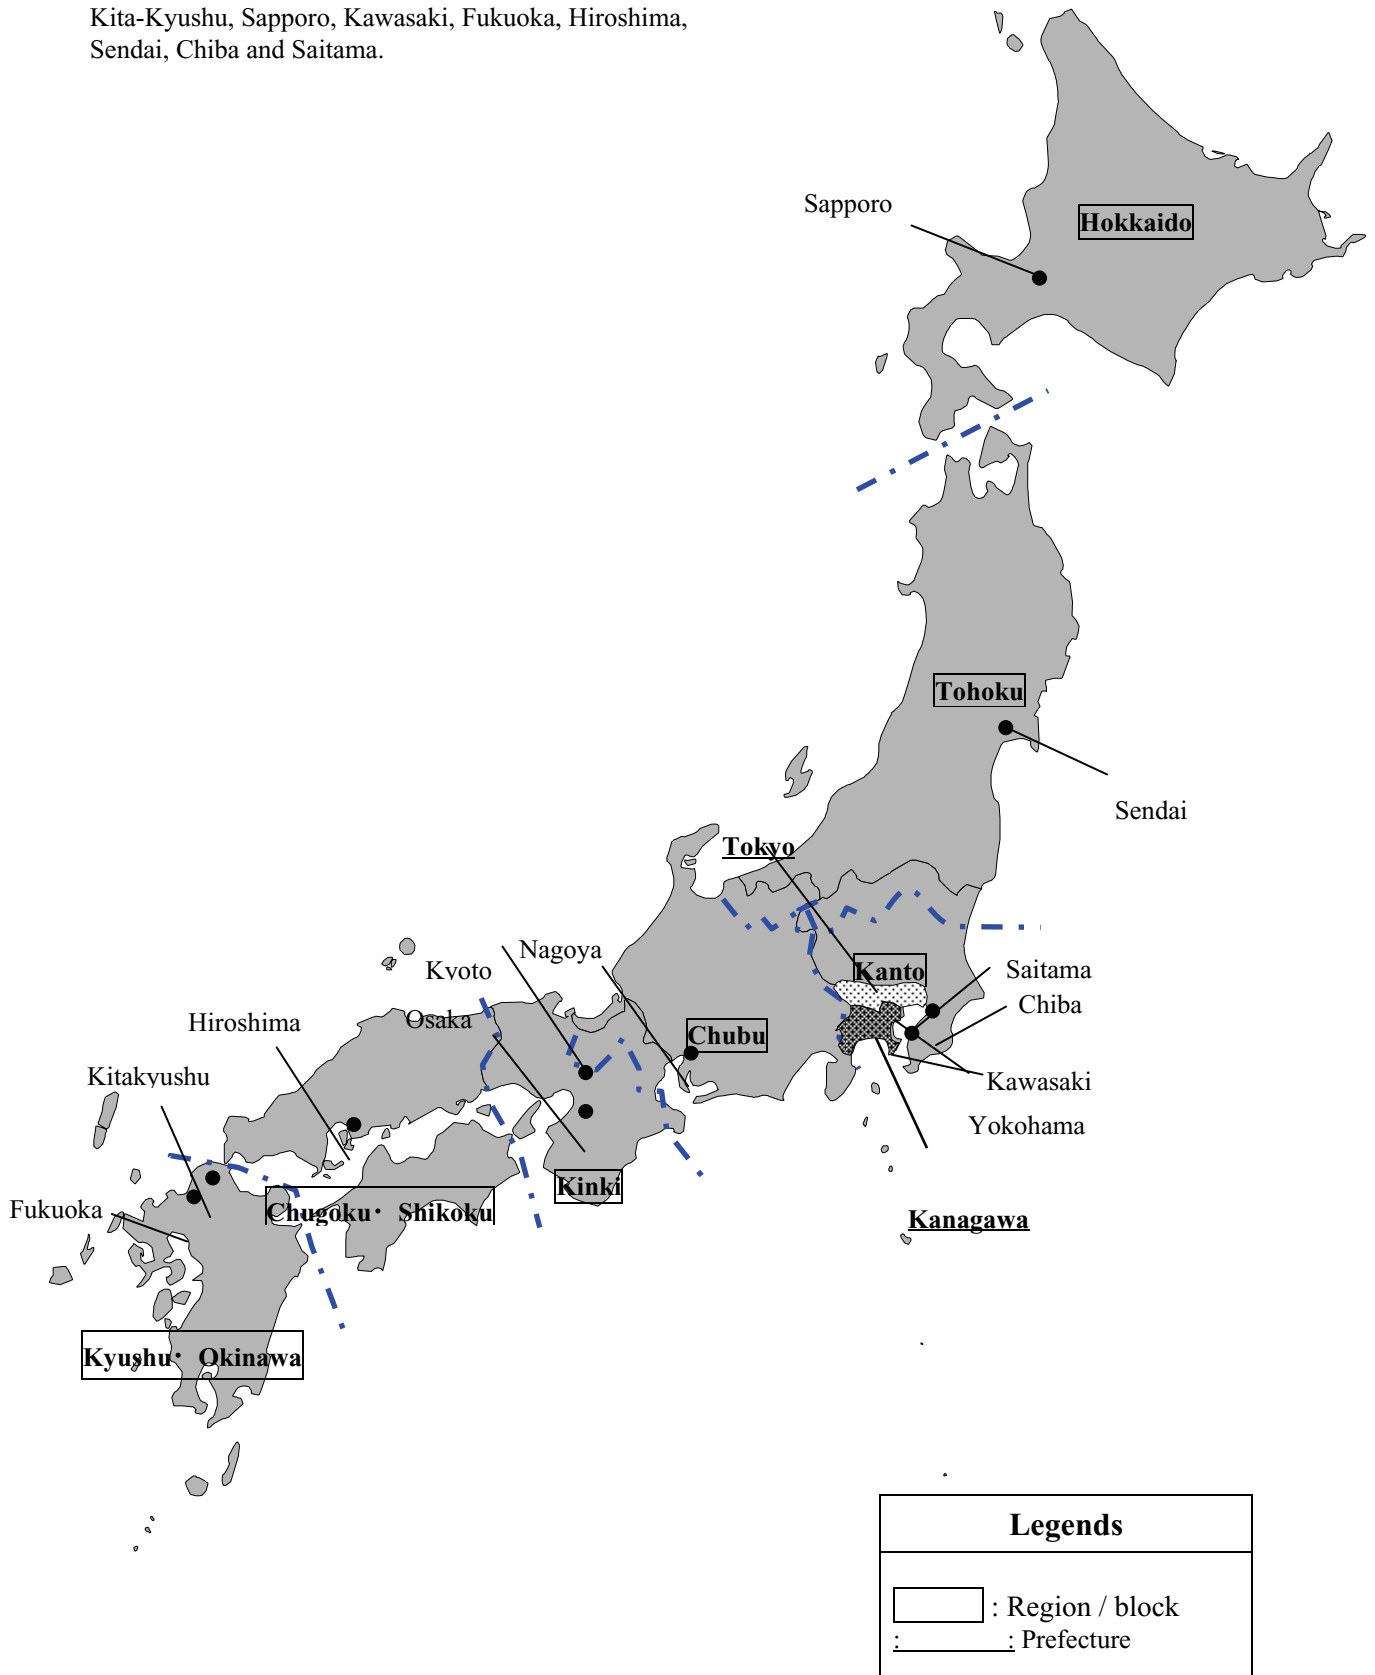 Kita-Kyushu, Sapporo, Kawasaki, Fukuoka, Hiroshima,
Sendai, Chiba and Saitama.
Sapporo
Hokkaido
Tohoku
Sendai
Tokyo
Nagoya
Kvoto
Kanto
Saitama
Chiba
Osaka
Hiroshima
Chubu
Kitakyushu
Kawasaki
Yokohama
Kinki
Fukuoka
Chugoku・ Shikoku
Kanagawa
Kyushu・ Okinawa
Legends
: Region / block
: : Prefecture